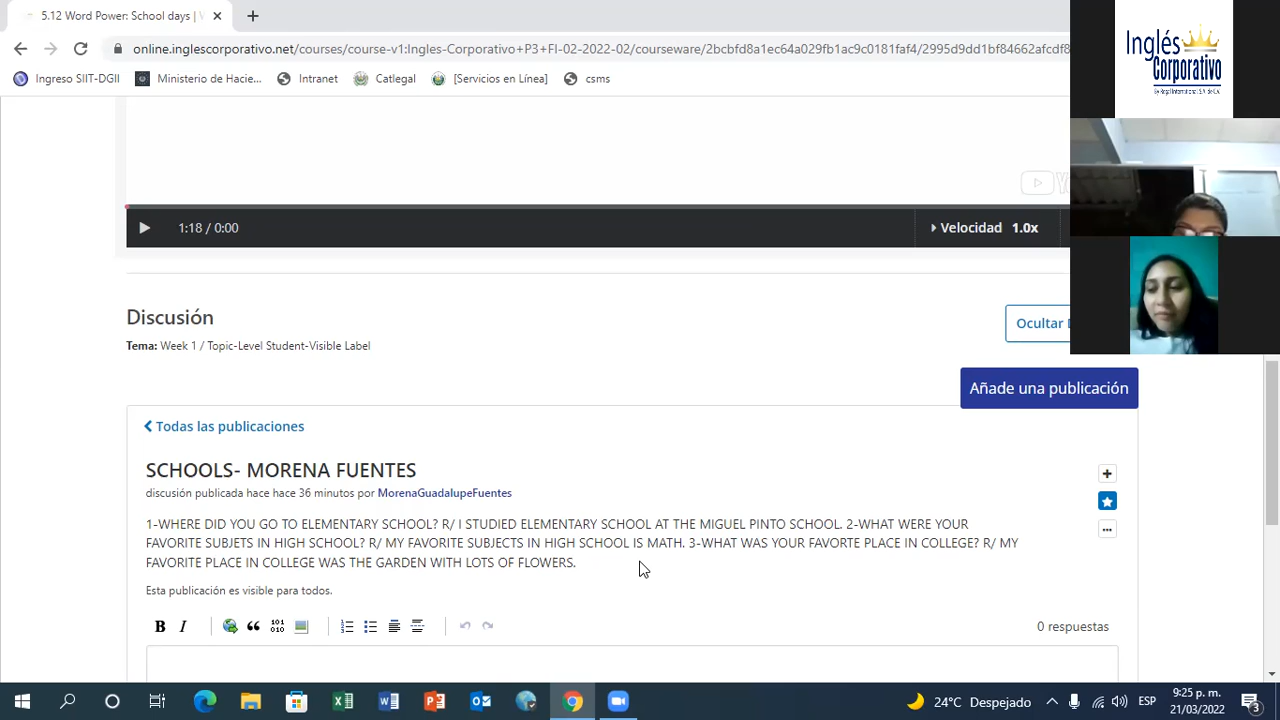 5.12 Word Power: School days |
online.inglescorporativo.net/courses/course-v1:Ingles-Corporativo+P3+FI-02-2022-02/courseware/2bcbfd8a1ec64a029fb1ac9c0181faf4/2995d9dd1bf84662afcdf8
Ingreso SIIT-DGII
Ministerio de Hacie...
Intranet
Catlegal
[Servicios en Línea]
csms
Inglés
Corporativo
1:18 / 0:00
Velocidad 1.0x
Discusión
Ocultar
Tema: Week 1 / Topic-Level Student-Visible Label
Añade una publicación
Todas las publicaciones
SCHOOLS- MORENA FUENTES
discusión publicada hace hace 36 minutos por MorenaGuadalupeFuentes
1-WHERE DID YOU GO TO ELEMENTARY SCHOOL? R/ I STUDIED ELEMENTARY SCHOOL AT THE MIGUEL PINTO SCHOOL. 2-WHAT WERE YOUR
FAVORITE SUBJETS IN HIGH SCHOOL? R/ MY FAVORITE SUBJECTS IN HIGH SCHOOL IS MATH. 3-WHAT WAS YOUR FAVORTE PLACE IN COLLEGE? R/ MY
FAVORITE PLACE IN COLLEGE WAS THE GARDEN WITH LOTS OF FLOWERS.
Esta publicación es visible para todos.
B I
0 respuestas
24°C Despejado
ESP
9:25 p. m.
21/03/2022
3